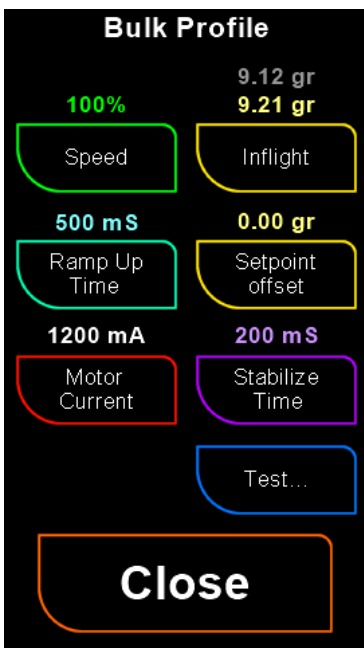 Bulk Profile
9.12 gr
100% 9.21 gr
Speed Inflight
500 mS 0.00 gr
Ramp Up Setpoint
Time offset
1200 mA 200 mS
Motor Stabilize
Current Time
Test...
Close